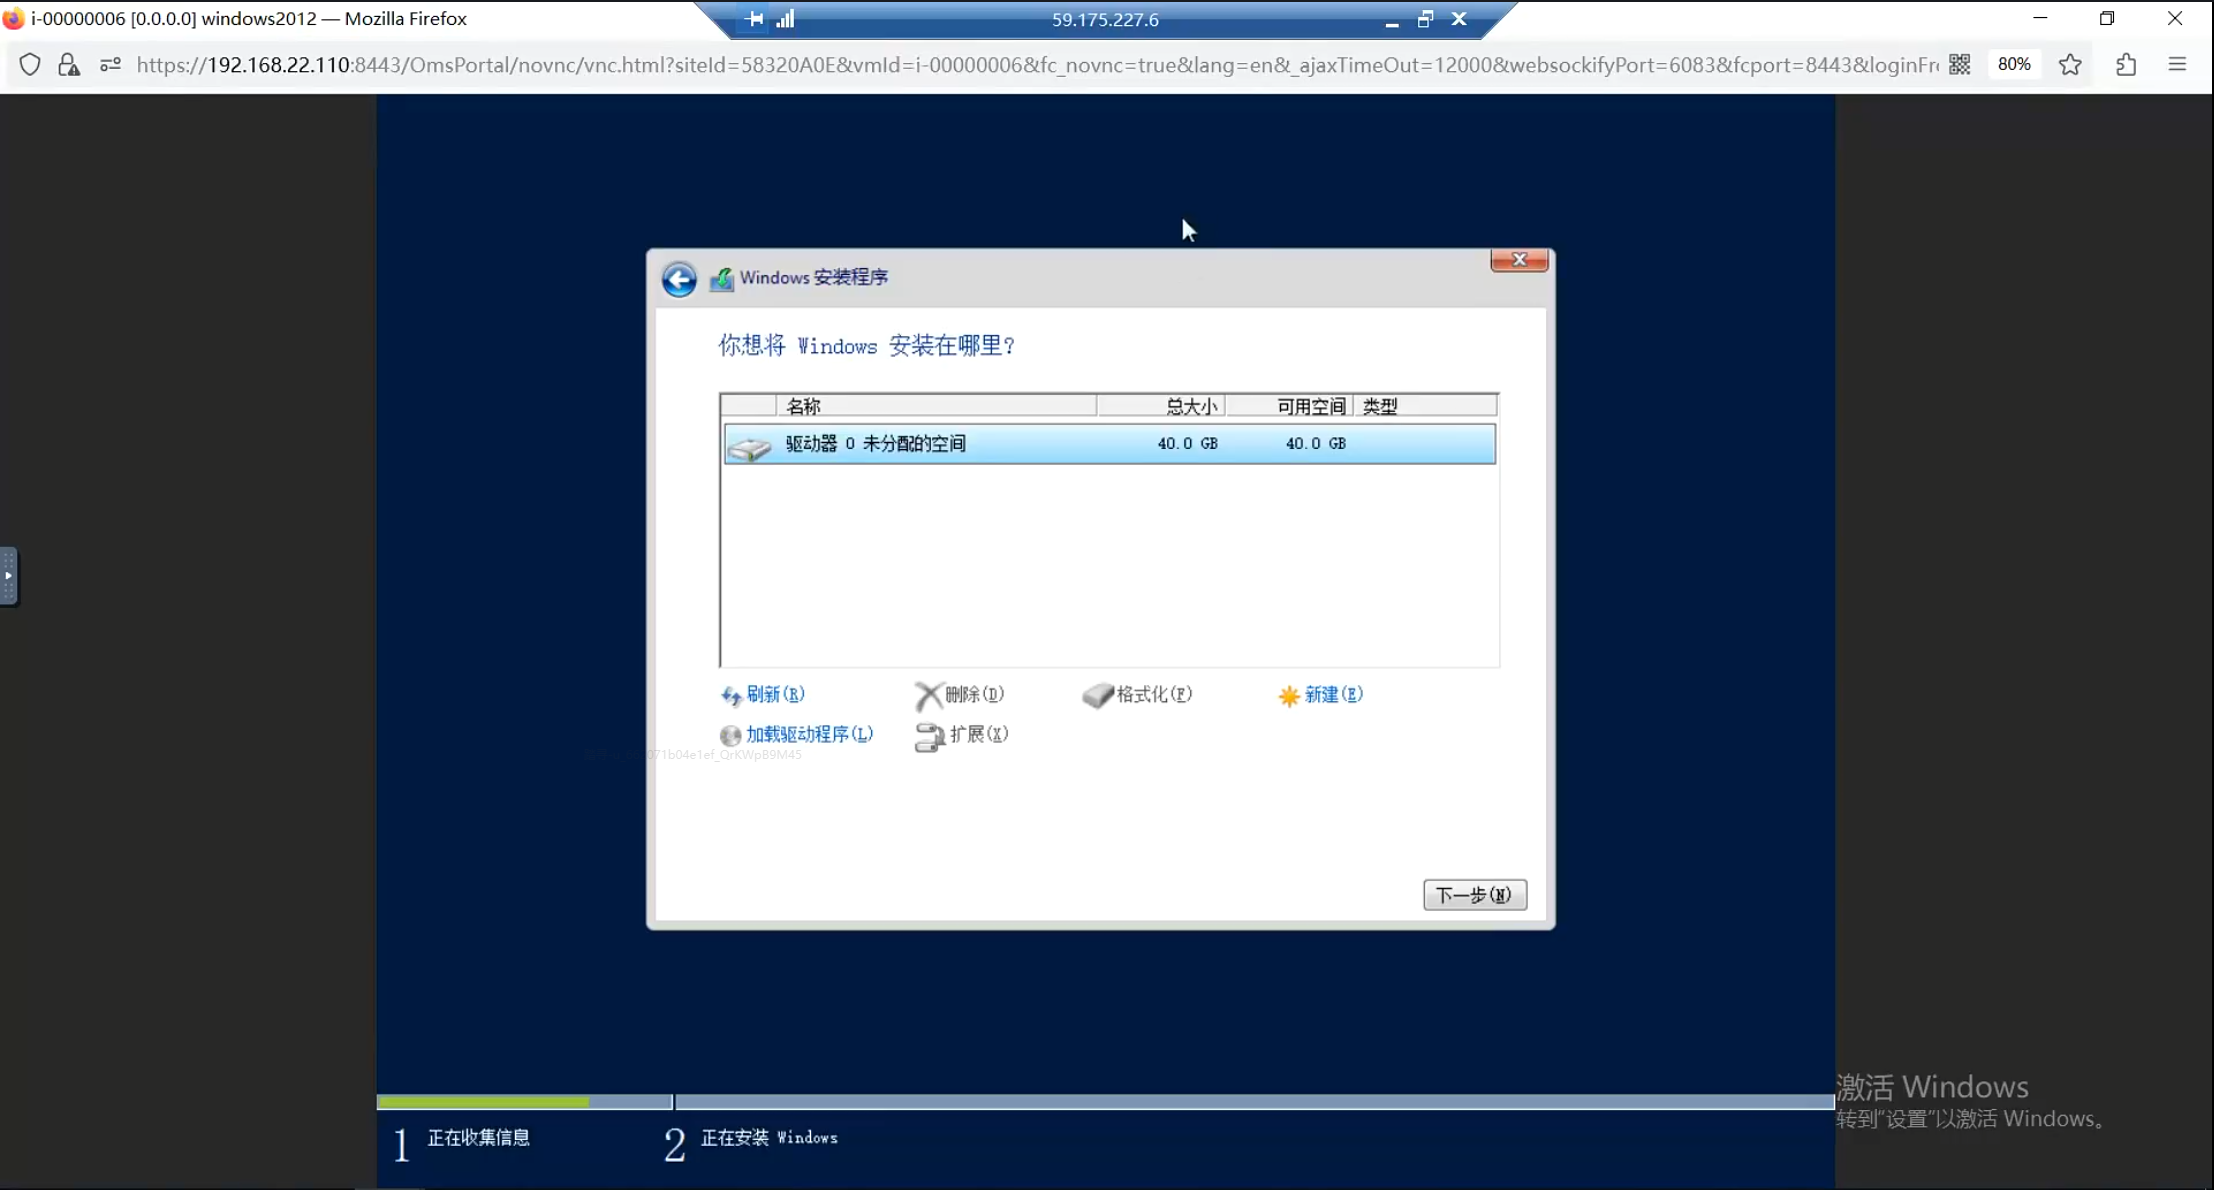 i-00000006 [0.0.0.0] windows2012 — Mozilla Firefox
59.175.227.6
https://192.168.22.110:8443/OmsPortal/novnc/vnc.html?siteId=58320A0E&vmId=i-00000006&fc_novnc=true&lang=en&_ajaxTimeOut=12000&websockifyPort=6083&fcport=8443&loginFr
80%
Windows 安装程序
你想将 Windows 安装在哪里?
名称 总大小 可用空间 类型
驱动器 0 未分配的空间 40.0 GB 40.0 GB
刷新(R) 删除(D) 格式化(F) 新建(E)
加载驱动程序(L) 扩展(X)
071b04e1ef_QrKWpB9M45
下一步(N)
激活 Windows
转到"设置"以激活 Windows。
1 正在收集信息 2 正在安装 Windows